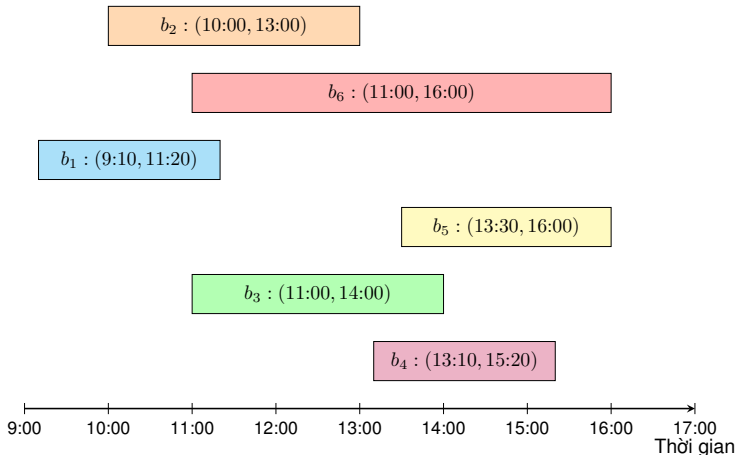 b₂ : (10:00, 13:00)
b₆ : (11:00, 16:00)
b₁ : (9:10, 11:20)
b₅ : (13:30, 16:00)
b₃ : (11:00, 14:00)
b₄ : (13:10, 15:20)
9:00 10:00 11:00 12:00 13:00 14:00 15:00 16:00 17:00
Thời gian